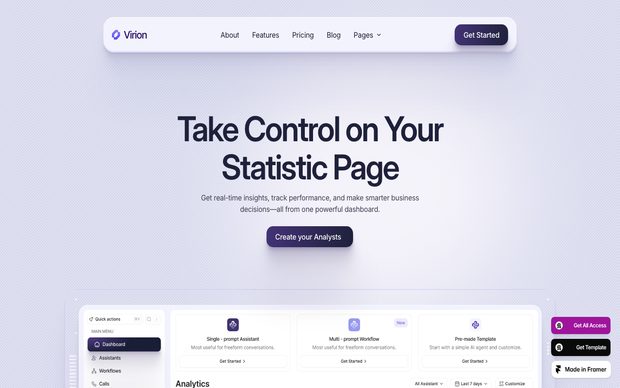 Virion
About
Features
Pricing
Blog
Pages
Get Started
Take Control on Your
Statistic Page
Get real-time insights, track performance, and make smarter business
decisions—all from one powerful dashboard.
Create your Analysts
Quick actions
MAIN MENU
Dashboard
Assistants
Workflows
Calls
Single - prompt Assistant
Most useful for freeform conversations.
Get Started
New
Multi - prompt Workflow
Most useful for freeform conversations.
Get Started
Pre-made Template
Start with a simple AI agent and customize.
Get Started
Analytics
All Assistant
Last 7 days
Customize
Get All Access
Get Template
Made in Framer